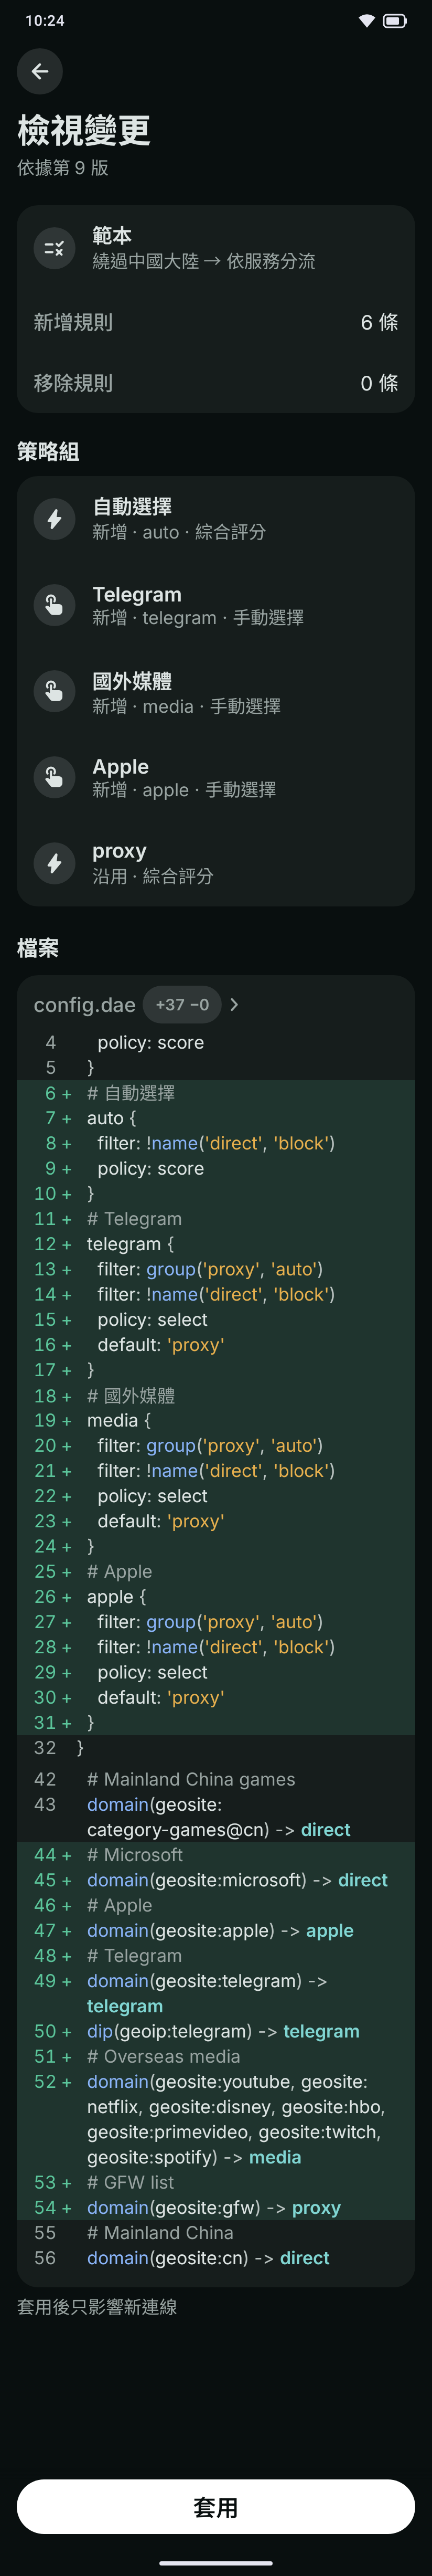 10:24
檢視變更
依據第 9 版
範本
繞過中國大陸 → 依服務分流
新增規則 6 條
移除規則 0 條
策略組
自動選擇
新增 · auto · 綜合評分
Telegram
新增 · telegram · 手動選擇
國外媒體
新增 · media · 手動選擇
Apple
新增 · apple · 手動選擇
proxy
沿用 · 綜合評分
檔案
config.dae +37 −0
4 policy: score
5 }
6 + # 自動選擇
7 + auto {
8 + filter: !name('direct', 'block')
9 + policy: score
10 + }
11 + # Telegram
12 + telegram {
13 + filter: group('proxy', 'auto')
14 + filter: !name('direct', 'block')
15 + policy: select
16 + default: 'proxy'
17 + }
18 + # 國外媒體
19 + media {
20 + filter: group('proxy', 'auto')
21 + filter: !name('direct', 'block')
22 + policy: select
23 + default: 'proxy'
24 + }
25 + # Apple
26 + apple {
27 + filter: group('proxy', 'auto')
28 + filter: !name('direct', 'block')
29 + policy: select
30 + default: 'proxy'
31 + }
32 }
42 # Mainland China games
43 domain(geosite:
category-games@cn) -> direct
44 + # Microsoft
45 + domain(geosite:microsoft) -> direct
46 + # Apple
47 + domain(geosite:apple) -> apple
48 + # Telegram
49 + domain(geosite:telegram) ->
telegram
50 + dip(geoip:telegram) -> telegram
51 + # Overseas media
52 + domain(geosite:youtube, geosite:
netflix, geosite:disney, geosite:hbo,
geosite:primevideo, geosite:twitch,
geosite:spotify) -> media
53 + # GFW list
54 + domain(geosite:gfw) -> proxy
55 # Mainland China
56 domain(geosite:cn) -> direct
套用後只影響新連線
套用